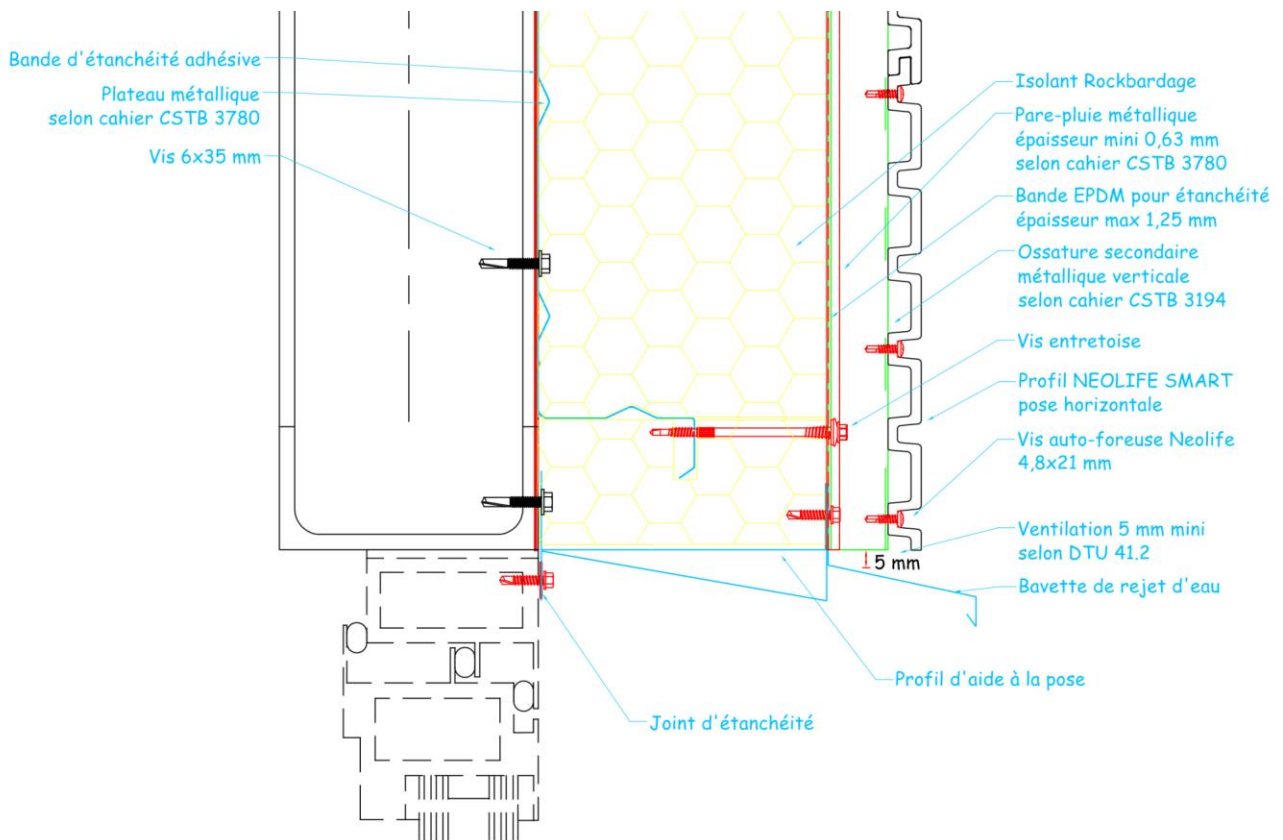 Bande d'étanchéité adhésive
Plateau métallique
selon cahier CSTB 3780
Vis 6x35 mm
Isolant Rockbardage
Pare-pluie métallique
épaisseur mini 0,63 mm
selon cahier CSTB 3780
Bande EPDM pour étanchéité
épaisseur max 1,25 mm
Ossature secondaire
métallique verticale
selon cahier CSTB 3194
Vis entretoise
Profil NEOLIFE SMART
pose horizontale
Vis auto-foreuse Neolife
4,8x21 mm
Ventilation 5 mm mini
selon DTU 41.2
5 mm
Bavette de rejet d'eau
Profil d'aide à la pose
Joint d'étanchéité